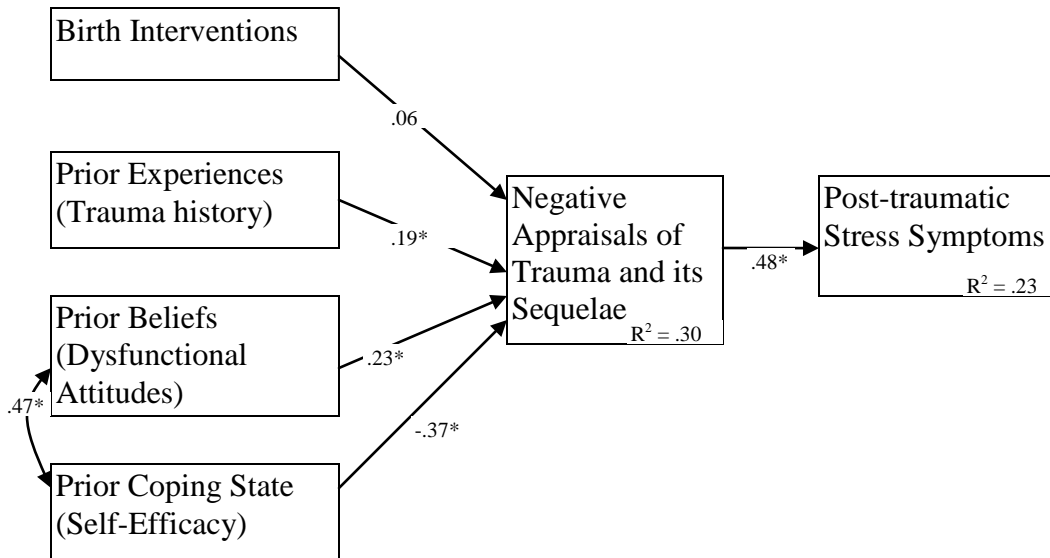 Birth Interventions
.06
Prior Experiences
(Trauma history)
.19*
Prior Beliefs
(Dysfunctional
Attitudes)
.23*
.47*
Prior Coping State
(Self-Efficacy)
-.37*
Negative
Appraisals of
Trauma and its
Sequelae
R² = .30
.48*
Post-traumatic
Stress Symptoms
R² = .23